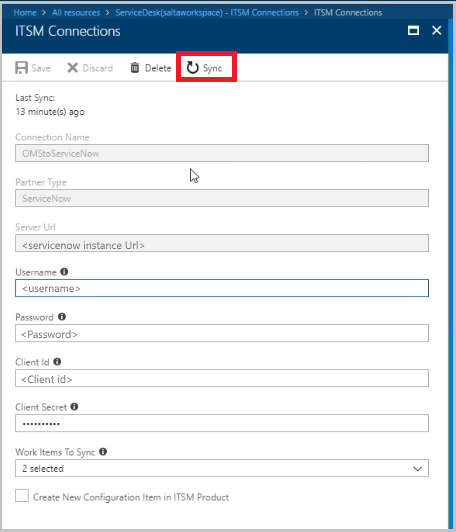 Home > All resources > ServiceDesk(saltaworkspace) - ITSM Connections > ITSM Connections
ITSM Connections
Save Discard Delete Sync
Last Sync:
13 minute(s) ago
Connection Name
OMStoServiceNow
Partner Type
ServiceNow
Server Url
<servicenow instance Url>
Username
<username>
Password
<Password>
Client Id
<Client id>
Client Secret
••••••••••
Work Items To Sync
2 selected
Create New Configuration Item in ITSM Product